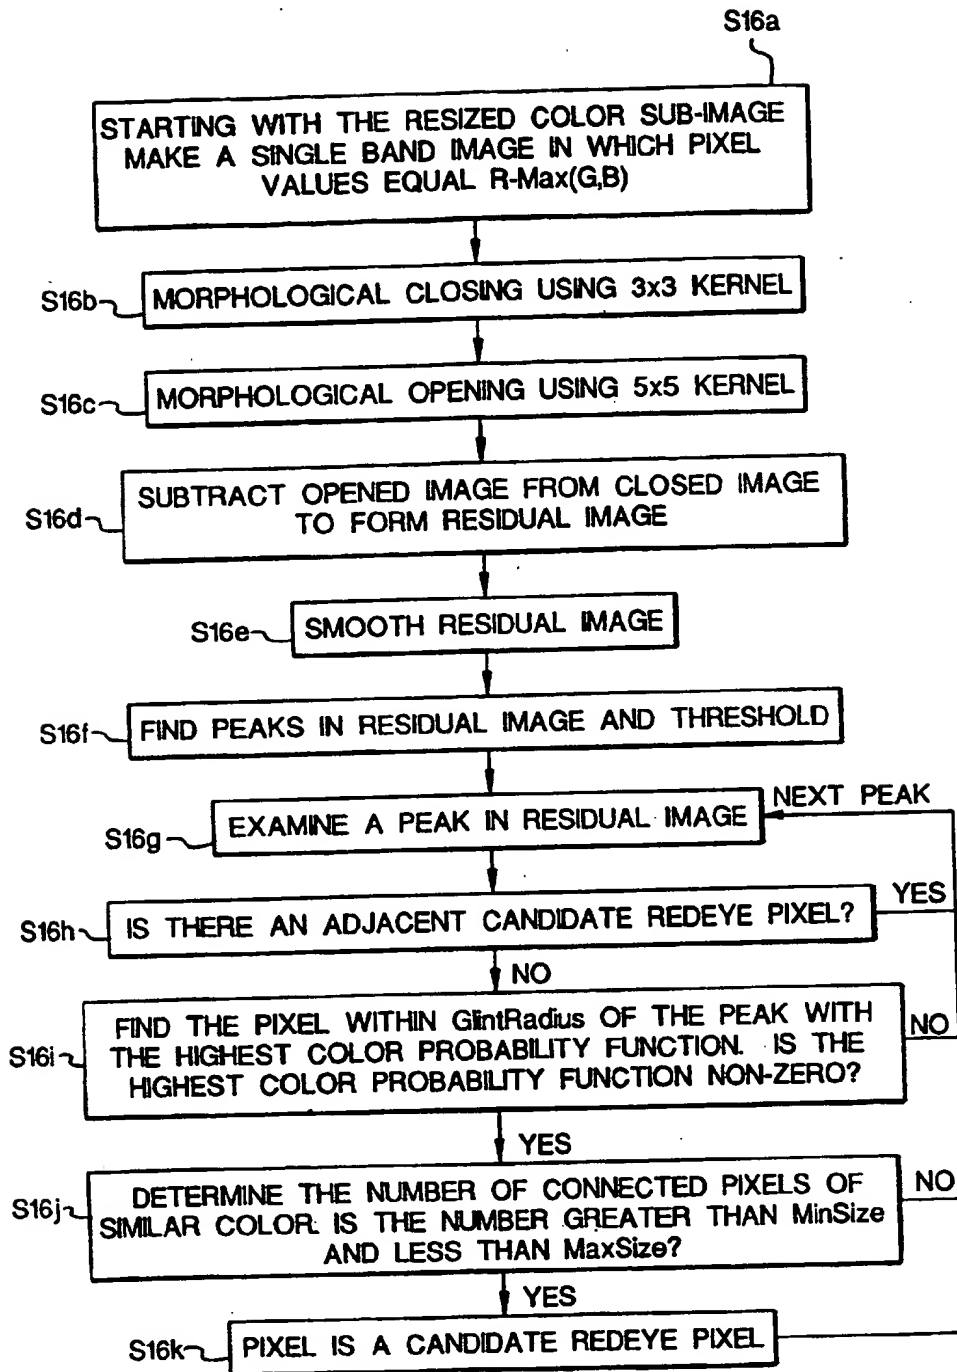 S16a
STARTING WITH THE RESIZED COLOR SUB-IMAGE
MAKE A SINGLE BAND IMAGE IN WHICH PIXEL
VALUES EQUAL R-Max(G,B)
S16b
MORPHOLOGICAL CLOSING USING 3x3 KERNEL
S16c
MORPHOLOGICAL OPENING USING 5x5 KERNEL
S16d
SUBTRACT OPENED IMAGE FROM CLOSED IMAGE
TO FORM RESIDUAL IMAGE
S16e
SMOOTH RESIDUAL IMAGE
S16f
FIND PEAKS IN RESIDUAL IMAGE AND THRESHOLD
NEXT PEAK
S16g
EXAMINE A PEAK IN RESIDUAL IMAGE
YES
S16h
IS THERE AN ADJACENT CANDIDATE REDEYE PIXEL?
NO
S16i
FIND THE PIXEL WITHIN GlintRadius OF THE PEAK WITH
THE HIGHEST COLOR PROBABILITY FUNCTION. IS THE
HIGHEST COLOR PROBABILITY FUNCTION NON-ZERO?
NO
YES
S16j
DETERMINE THE NUMBER OF CONNECTED PIXELS OF
SIMILAR COLOR. IS THE NUMBER GREATER THAN MinSize
AND LESS THAN MaxSize?
NO
YES
S16k
PIXEL IS A CANDIDATE REDEYE PIXEL